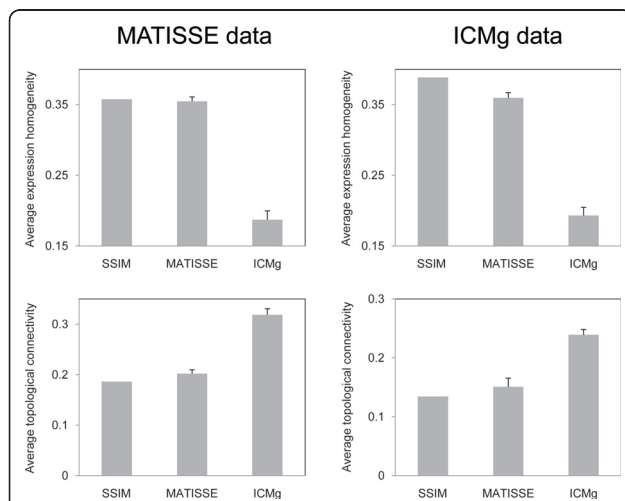 MATISSE data
ICMg data
Average expression homogeneity
0.35
0.25
0.15
SSIM MATISSE ICMg
Average expression homogeneity
0.35
0.25
0.15
SSIM MATISSE ICMg
Average topological connectivity
0.3
0.2
0.1
0
SSIM MATISSE ICMg
Average topological connectivity
0.3
0.2
0.1
0
SSIM MATISSE ICMg